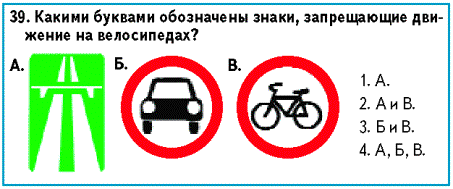 39. Какими буквами обозначены знаки, запрещающие дви-
жение на велосипедах?
А. Б. В.
1. А.
2. А и В.
3. Б и В.
4. А, Б, В.